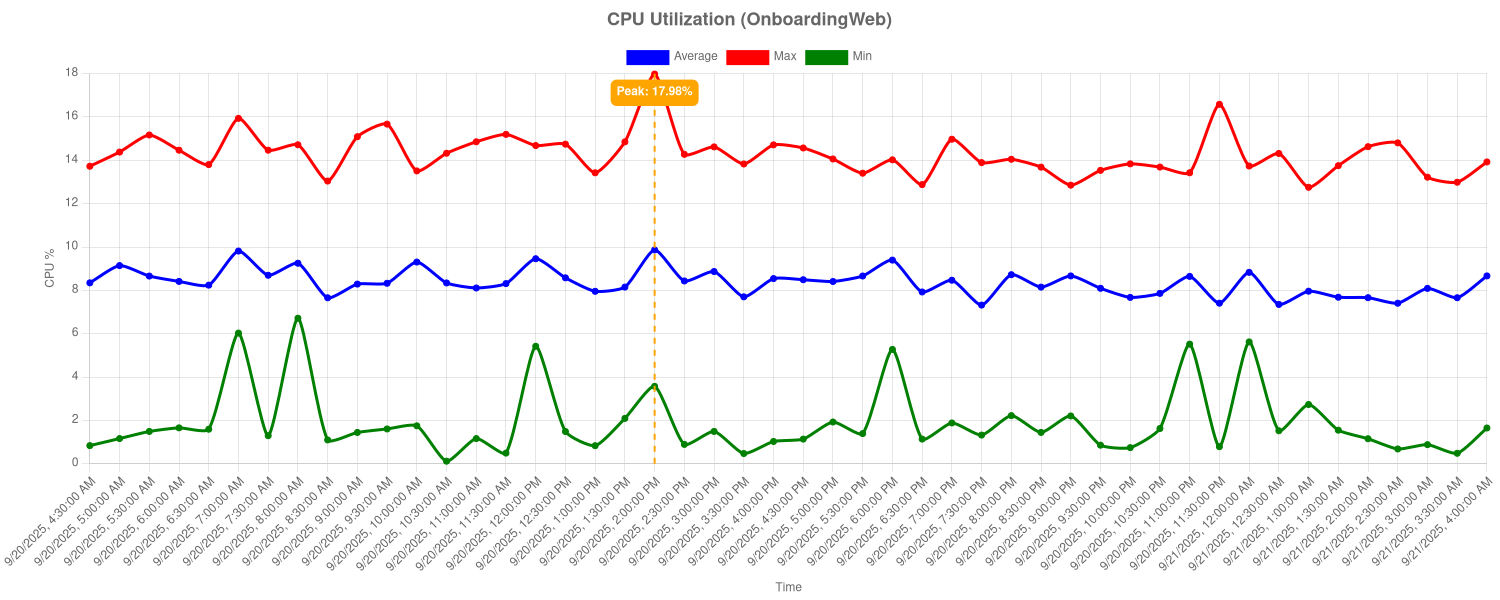 CPU Utilization (OnboardingWeb)
Average Max Min
18
Peak: 17.98%
16
14
12
10
CPU %
8
6
4
2
0
9/20/2025, 4:30:00 AM
9/20/2025, 5:00:00 AM
9/20/2025, 5:30:00 AM
9/20/2025, 6:00:00 AM
9/20/2025, 6:30:00 AM
9/20/2025, 7:00:00 AM
9/20/2025, 7:30:00 AM
9/20/2025, 8:00:00 AM
9/20/2025, 8:30:00 AM
9/20/2025, 9:00:00 AM
9/20/2025, 9:30:00 AM
9/20/2025, 10:00:00 AM
9/20/2025, 10:30:00 AM
9/20/2025, 11:00:00 AM
9/20/2025, 11:30:00 AM
9/20/2025, 12:00:00 PM
9/20/2025, 12:30:00 PM
9/20/2025, 1:00:00 PM
9/20/2025, 1:30:00 PM
9/20/2025, 2:00:00 PM
9/20/2025, 2:30:00 PM
9/20/2025, 3:00:00 PM
9/20/2025, 3:30:00 PM
9/20/2025, 4:00:00 PM
9/20/2025, 4:30:00 PM
9/20/2025, 5:00:00 PM
9/20/2025, 5:30:00 PM
9/20/2025, 6:00:00 PM
9/20/2025, 6:30:00 PM
9/20/2025, 7:00:00 PM
9/20/2025, 7:30:00 PM
9/20/2025, 8:00:00 PM
9/20/2025, 8:30:00 PM
9/20/2025, 9:00:00 PM
9/20/2025, 9:30:00 PM
9/20/2025, 10:00:00 PM
9/20/2025, 10:30:00 PM
9/20/2025, 11:00:00 PM
9/20/2025, 11:30:00 PM
9/21/2025, 12:00:00 AM
9/21/2025, 12:30:00 AM
9/21/2025, 1:00:00 AM
9/21/2025, 1:30:00 AM
9/21/2025, 2:00:00 AM
9/21/2025, 2:30:00 AM
9/21/2025, 3:00:00 AM
9/21/2025, 3:30:00 AM
9/21/2025, 4:00:00 AM
Time